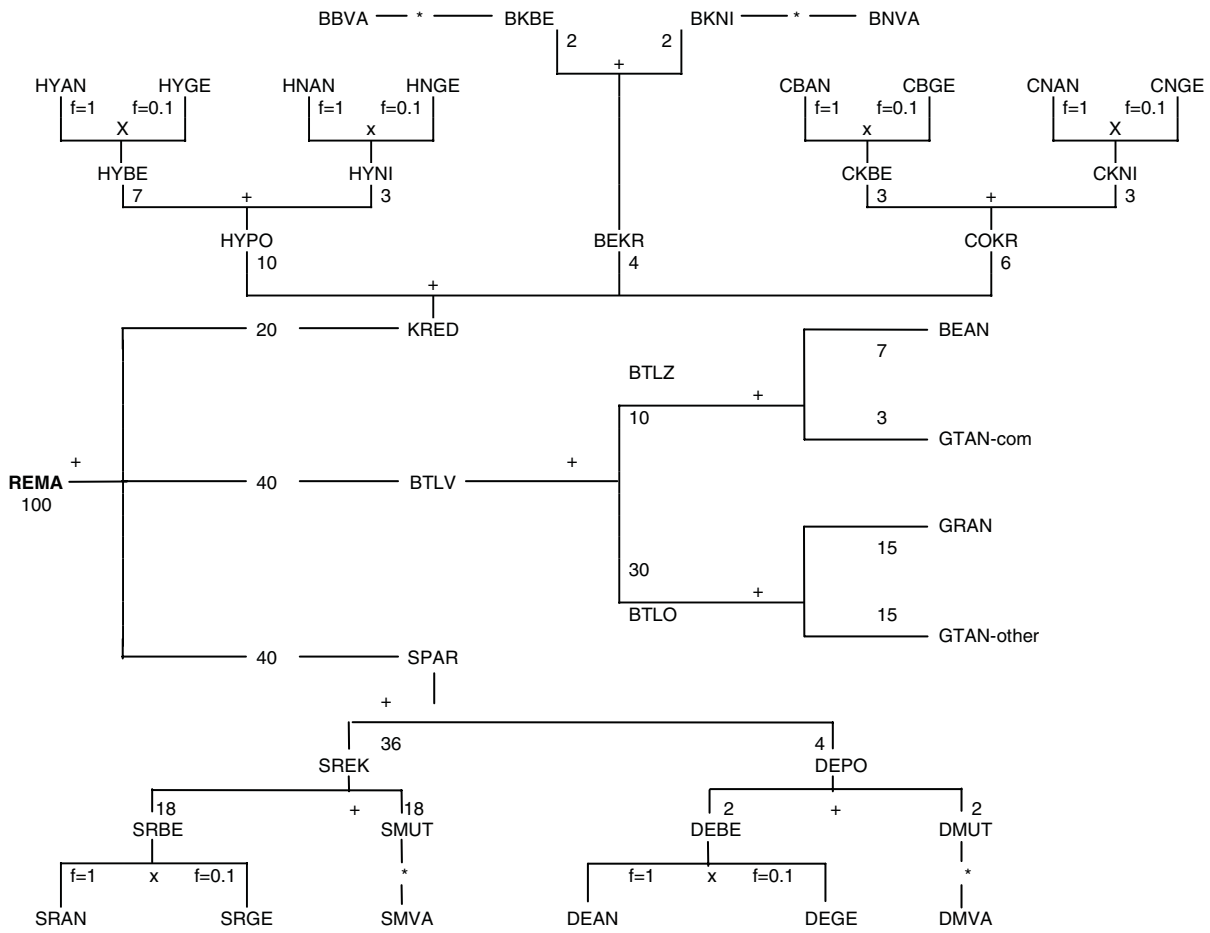 BBVA * BKBE BKNI * BNVA
2 2
+
HYAN HYGE HNAN HNGE CBAN CBGE CNAN CNGE
f=1 f=0.1 f=1 f=0.1 f=1 f=0.1 f=1 f=0.1
X x x X
HYBE HYNI CKBE CKNI
7 + 3 3 + 3
HYPO BEKR COKR
10 4 6
+
20 KRED BEAN
7
BTLZ
+
10 3
GTAN-com
+ +
REMA 40 BTLV
100
GRAN
15
30
+
BTLO 15
GTAN-other
40 SPAR
+
36 4
SREK DEPO
18 + 18 2 + 2
SRBE SMUT DEBE DMUT
f=1 x f=0.1 * f=1 x f=0.1 *
SRAN SRGE SMVA DEAN DEGE DMVA